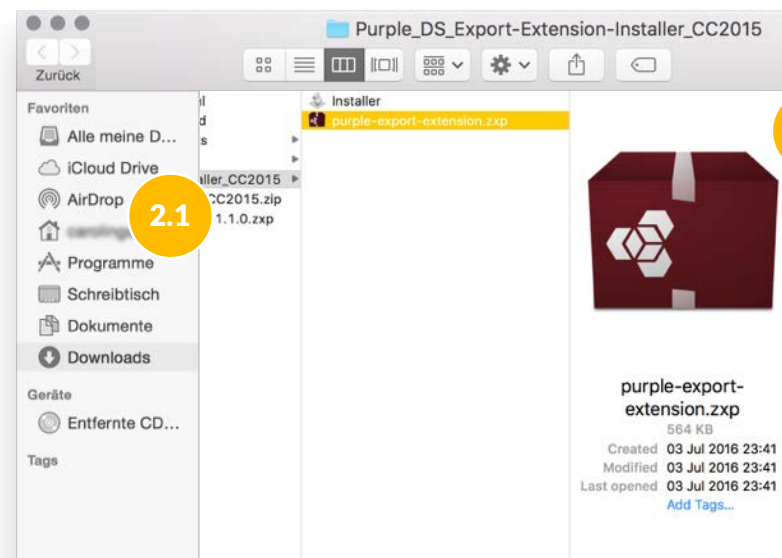 Purple_DS_Export-Extension-Installer_CC2015
Zurück
Favoriten
Alle meine D...
iCloud Drive
AirDrop
Programme
Schreibtisch
Dokumente
Downloads
Geräte
Entfernte CD...
Tags
2.1
aller_CC2015
CC2015.zip
1.1.0.zxp
Installer
purple-export-extension.zxp
purple-export-
extension.zxp
564 KB
Created 03 Jul 2016 23:41
Modified 03 Jul 2016 23:41
Last opened 03 Jul 2016 23:41
Add Tags...